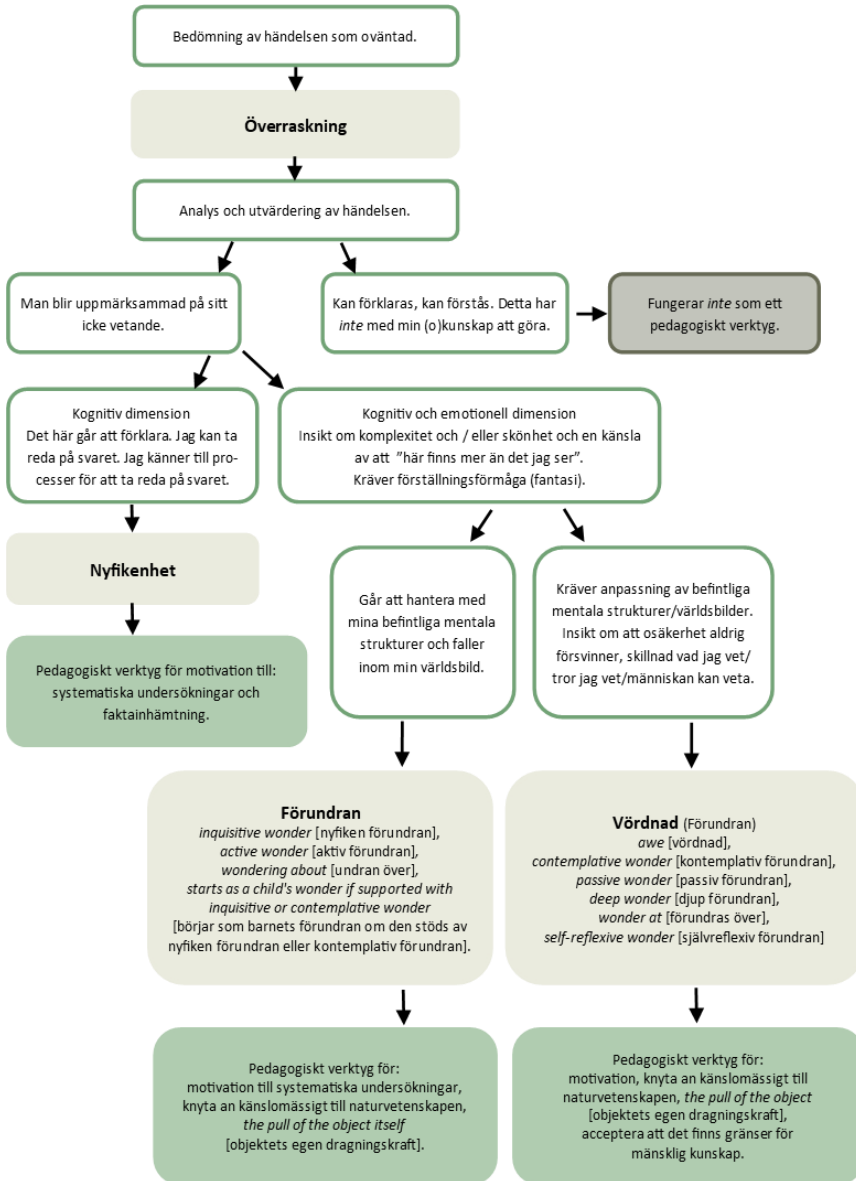 Bedömning av händelsen som oväntad.
Överraskning
Analys och utvärdering av händelsen.
Man blir uppmärksammad på sitt
icke vetande.
Kan förklaras, kan förstås. Detta har
inte med min (o)kunskap att göra.
Fungerar inte som ett
pedagogiskt verktyg.
Kognitiv dimension
Det här går att förklara. Jag kan ta
reda på svaret. Jag känner till pro-
cesser för att ta reda på svaret.
Kognitiv och emotionell dimension
Insikt om komplexitet och / eller skönhet och en känsla
av att ”här finns mer än det jag ser”.
Kräver förställningsförmåga (fantasi).
Nyfikenhet
Pedagogiskt verktyg för motivation till:
systematiska undersökningar och
faktainhämtning.
Går att hantera med
mina befintliga mentala
strukturer och faller
inom min världsbild.
Kräver anpassning av befintliga
mentala strukturer/världsbilder.
Insikt om att osäkerhet aldrig
försvinner, skillnad vad jag vet/
tror jag vet/människan kan veta.
Förundran
inquisitive wonder [nyfiken förundran],
active wonder [aktiv förundran],
wondering about [undran över],
starts as a child's wonder if supported with
inquisitive or contemplative wonder
[börjar som barnets förundran om den stöds av
nyfiken förundran eller kontemplativ förundran].
Vördnad (Förundran)
awe [vördnad],
contemplative wonder [kontemplativ förundran],
passive wonder [passiv förundran],
deep wonder [djup förundran],
wonder at [förundras över],
self-reflexive wonder [självreflexiv förundran]
Pedagogiskt verktyg för:
motivation till systematiska undersökningar,
knyta an känslomässigt till naturvetenskapen,
the pull of the object itself
[objektets egen dragningskraft].
Pedagogiskt verktyg för:
motivation, knyta an känslomässigt till
naturvetenskapen, the pull of the object
[objektets egen dragningskraft],
acceptera att det finns gränser för
mänsklig kunskap.